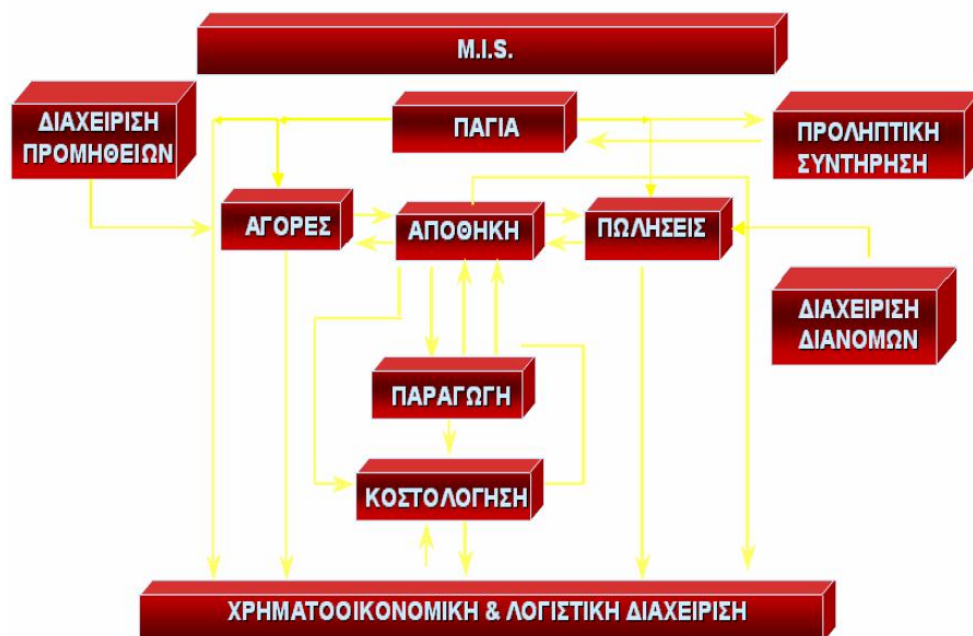 M.I.S.
ΔΙΑΧΕΙΡΙΣΗ
ΠΡΟΜΗΘΕΙΩΝ
ΠΑΓΙΑ
ΠΡΟΛΗΠΤΙΚΗ
ΣΥΝΤΗΡΗΣΗ
ΑΓΟΡΕΣ
ΑΠΟΘΗΚΗ
ΠΩΛΗΣΕΙΣ
ΔΙΑΧΕΙΡΙΣΗ
ΔΙΑΝΟΜΩΝ
ΠΑΡΑΓΩΓΗ
ΚΟΣΤΟΛΟΓΗΣΗ
ΧΡΗΜΑΤΟΟΙΚΟΝΟΜΙΚΗ & ΛΟΓΙΣΤΙΚΗ ΔΙΑΧΕΙΡΙΣΗ